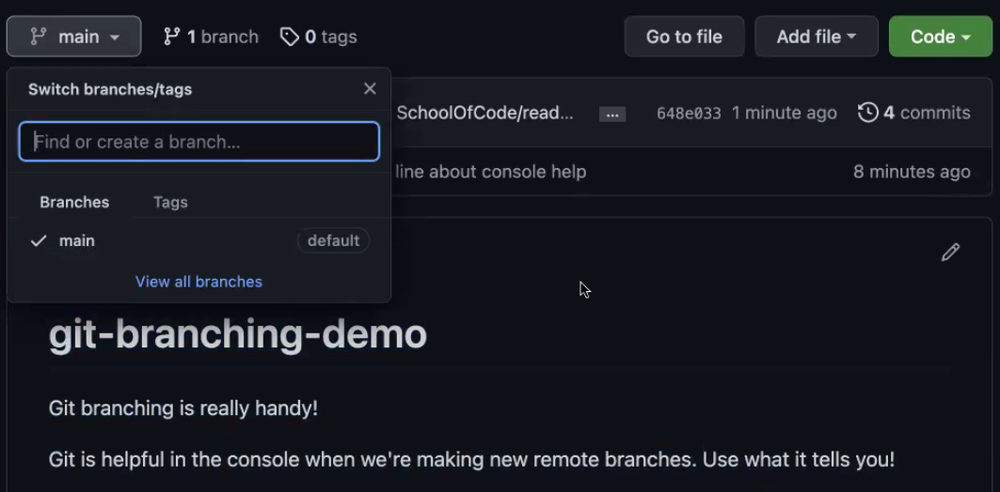 main
1 branch
0 tags
Go to file
Add file
Code
Switch branches/tags
Find or create a branch...
Branches Tags
main default
View all branches
SchoolOfCode/read... ... 648e033 1 minute ago 4 commits
line about console help 8 minutes ago
git-branching-demo
Git branching is really handy!
Git is helpful in the console when we're making new remote branches. Use what it tells you!